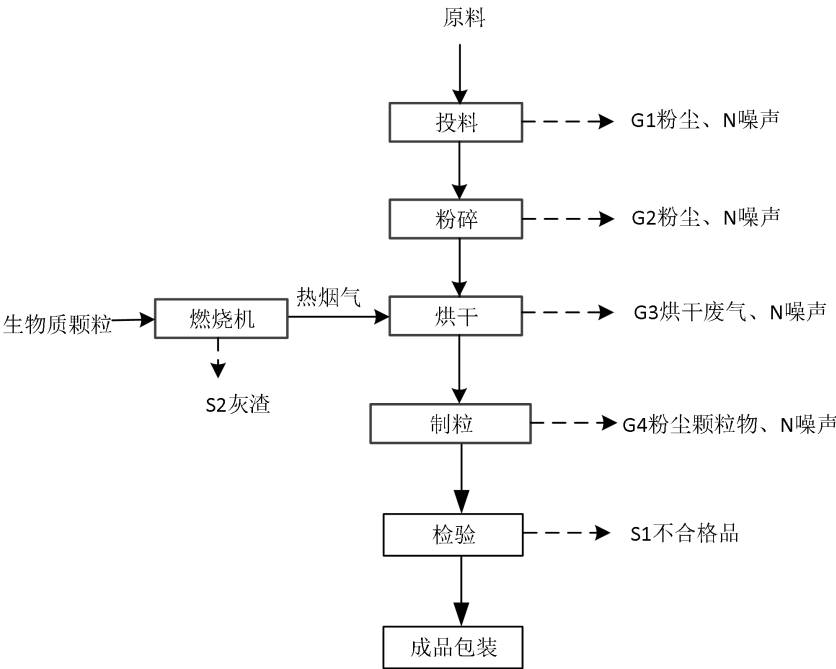 原料
投料
G1粉尘、N噪声
粉碎
G2粉尘、N噪声
热烟气
生物质颗粒
燃烧机
烘干
G3烘干废气、N噪声
S2灰渣
制粒
G4粉尘颗粒物、N噪声
检验
S1不合格品
成品包装